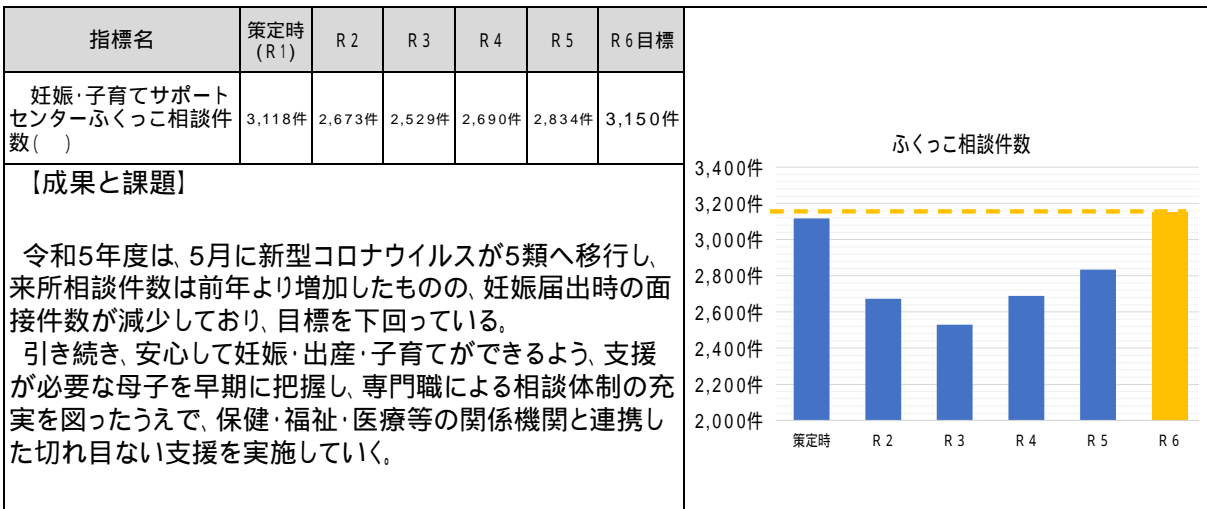 指標名
策定時
(R1)
R2
R3
R4
R5
R6目標
妊娠・子育てサポート
センターふくっこ相談件
数(　)
3,118件
2,673件
2,529件
2,690件
2,834件
3,150件
【成果と課題】
令和5年度は、5月に新型コロナウイルスが5類へ移行し、
来所相談件数は前年より増加したものの、妊娠届出時の面
接件数が減少しており、目標を下回っている。
引き続き、安心して妊娠・出産・子育てができるよう、支援
が必要な母子を早期に把握し、専門職による相談体制の充
実を図ったうえで、保健・福祉・医療等の関係機関と連携し
た切れ目ない支援を実施していく。
ふくっこ相談件数
3,400件
3,200件
3,000件
2,800件
2,600件
2,400件
2,200件
2,000件
策定時
R2
R3
R4
R5
R6